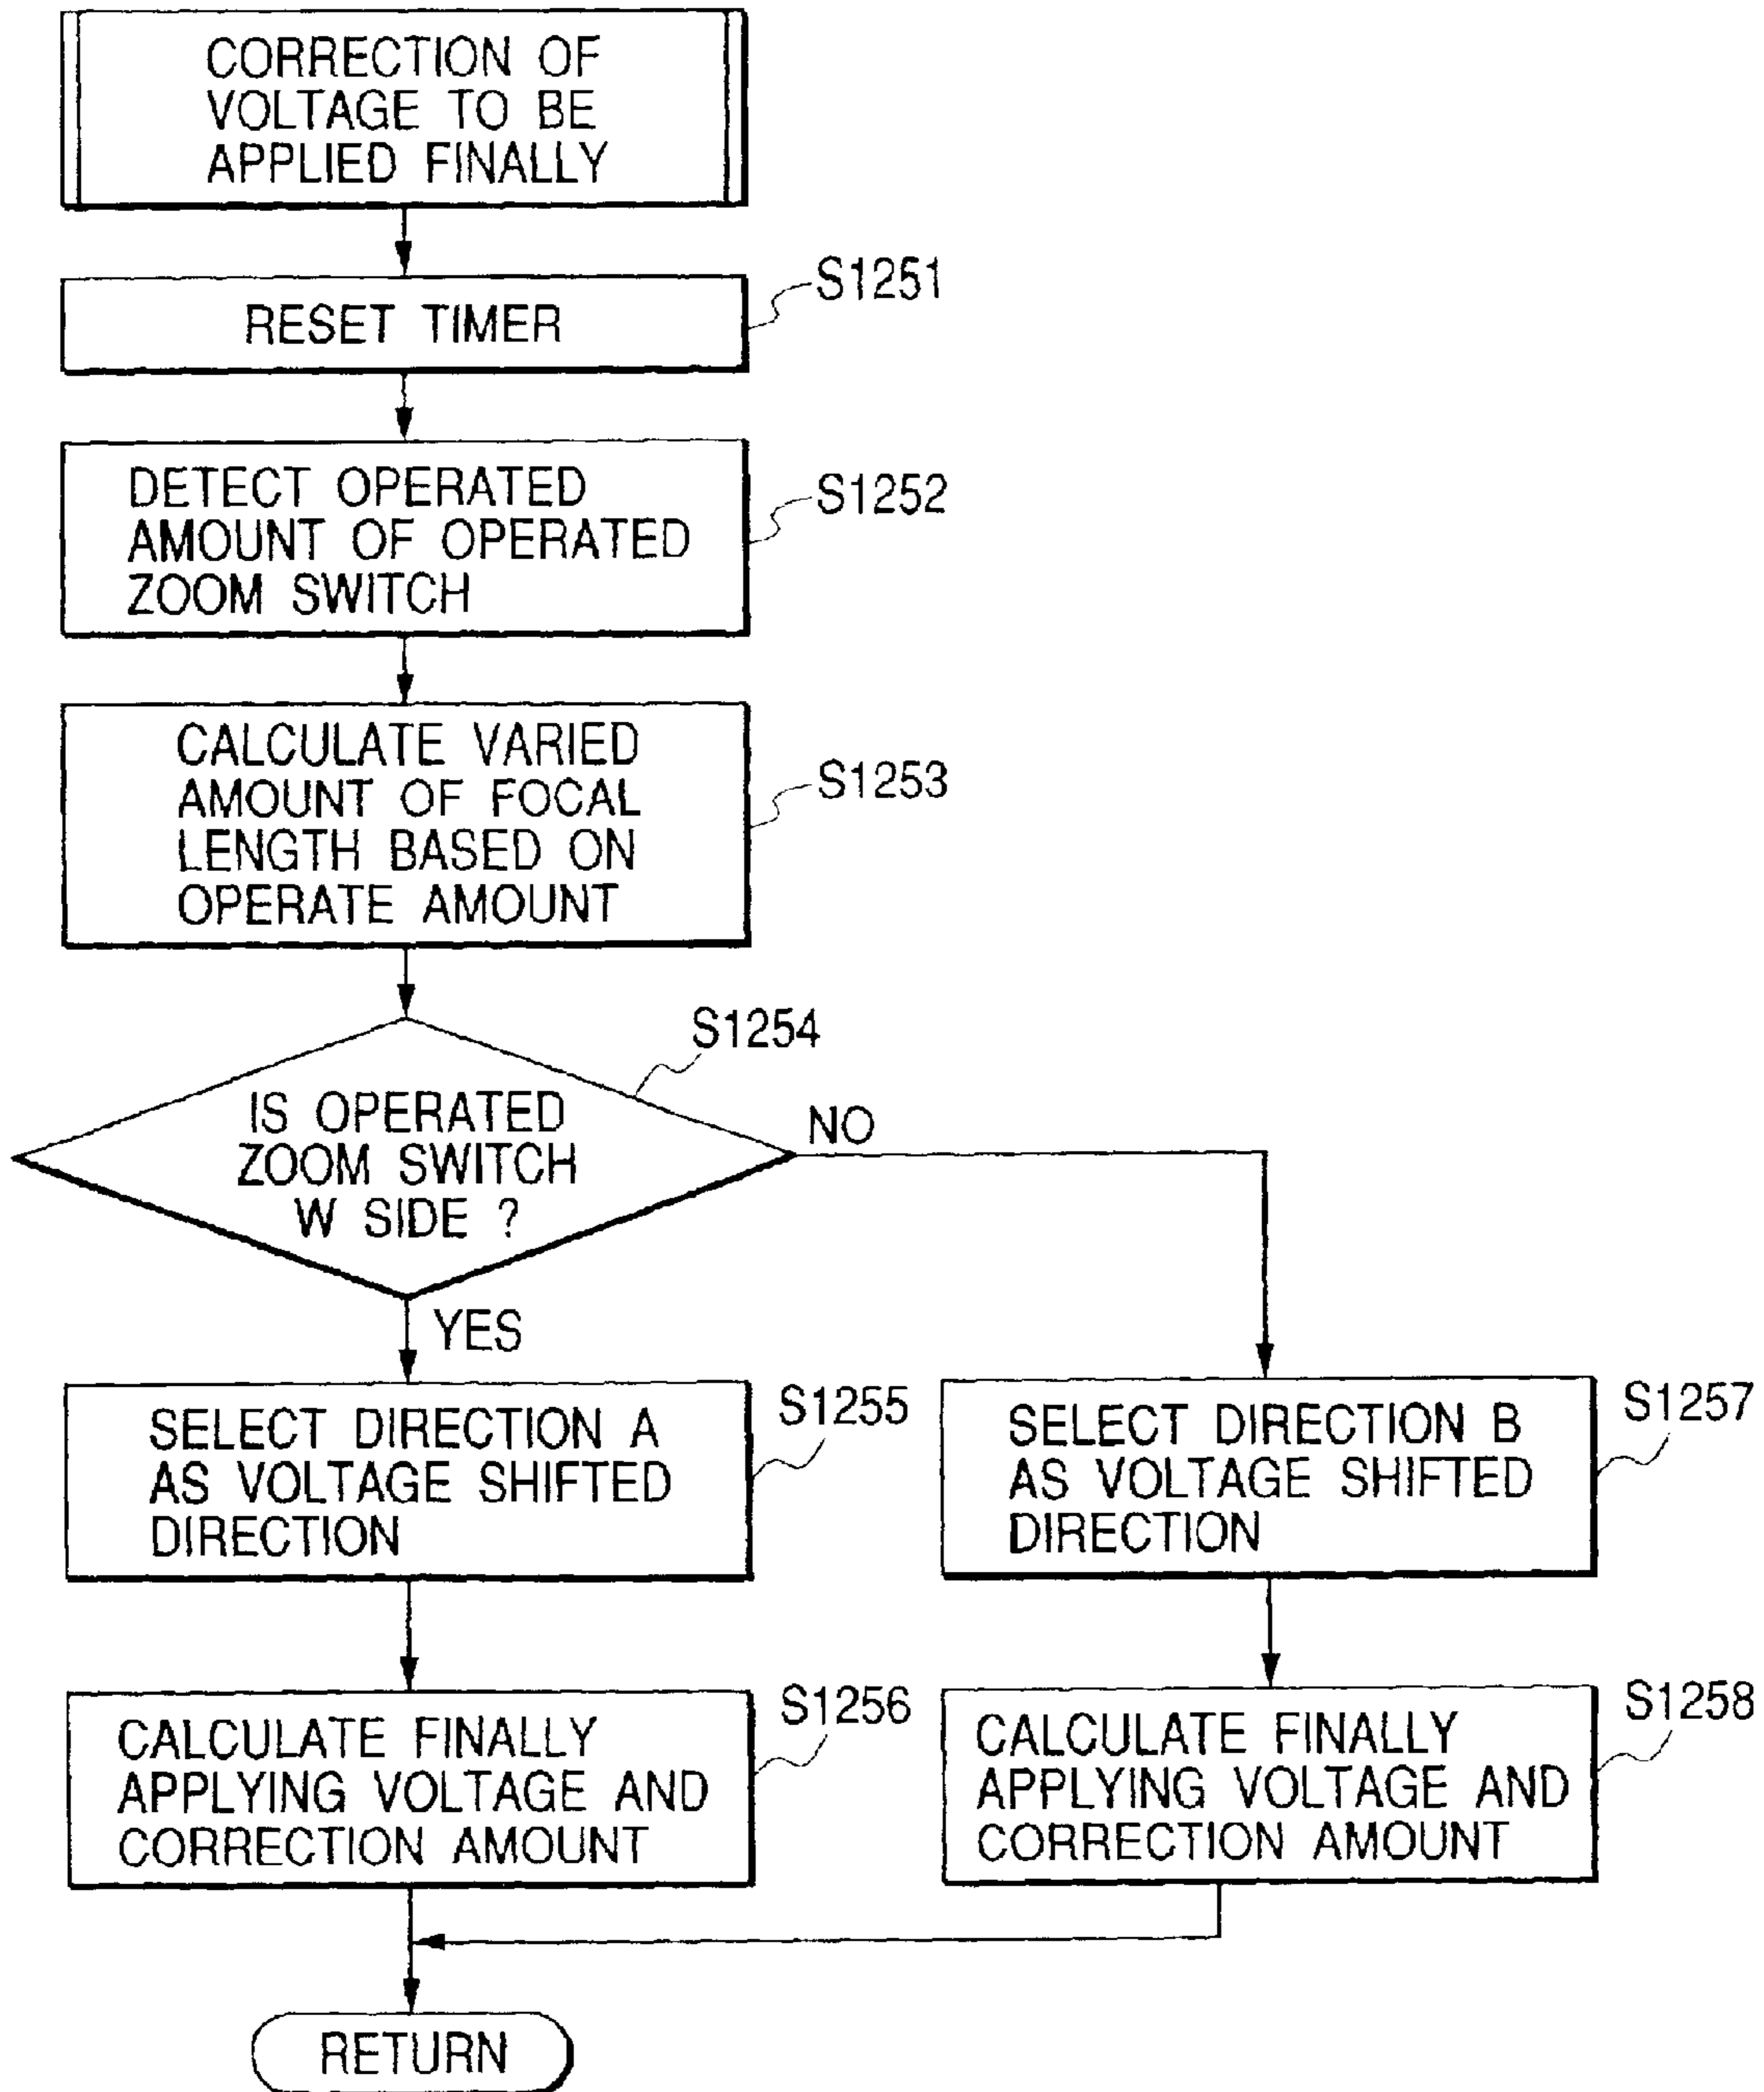 CORRECTION OF
VOLTAGE TO BE
APPLIED FINALLY
S1251
RESET TIMER
S1252
DETECT OPERATED
AMOUNT OF OPERATED
ZOOM SWITCH
S1253
CALCULATE VARIED
AMOUNT OF FOCAL
LENGTH BASED ON
OPERATE AMOUNT
S1254
IS OPERATED
ZOOM SWITCH
W SIDE ?
NO
YES
S1255
SELECT DIRECTION A
AS VOLTAGE SHIFTED
DIRECTION
S1257
SELECT DIRECTION B
AS VOLTAGE SHIFTED
DIRECTION
S1256
CALCULATE FINALLY
APPLYING VOLTAGE AND
CORRECTION AMOUNT
S1258
CALCULATE FINALLY
APPLYING VOLTAGE AND
CORRECTION AMOUNT
RETURN